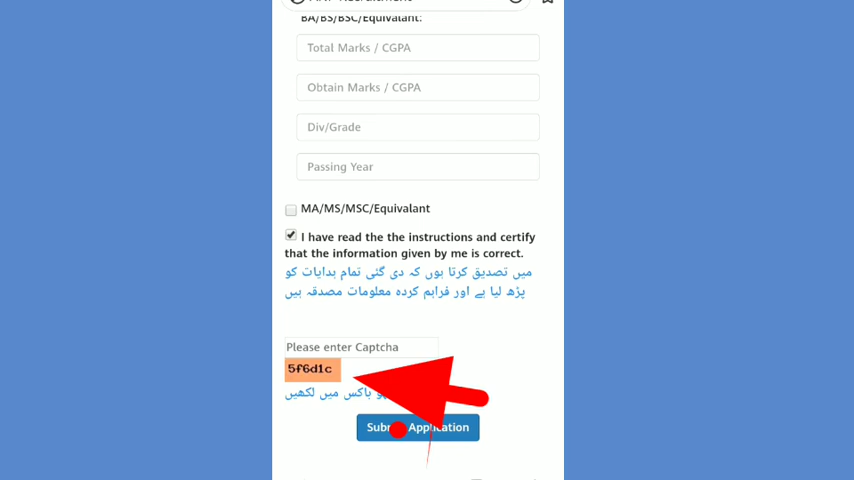 BA/BS/BSC/Equivalant:
Total Marks / CGPA
Obtain Marks / CGPA
Div/Grade
Passing Year
MA/MS/MSC/Equivalant
I have read the the instructions and certify
that the information given by me is correct.
میں تصدیق کرتا ہوں کہ دی گئی تمام ہدایات کو
پڑھ لیا ہے اور فراہم کردہ معلومات مصدقہ ہیں
Please enter Captcha
5f6d1c
باکس میں لکھیں
Application